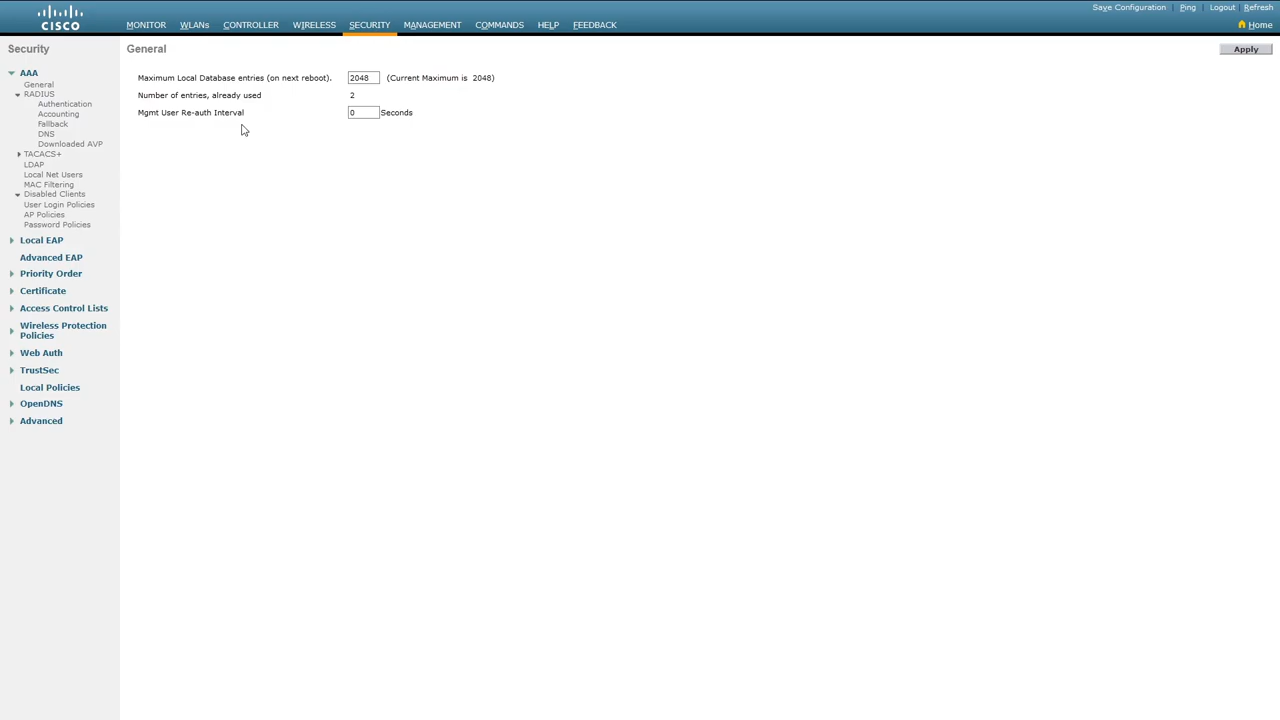 Save Configuration | Ping | Logout | Refresh
CISCO
MONITOR WLANs CONTROLLER WIRELESS SECURITY MANAGEMENT COMMANDS HELP FEEDBACK Home
Security
General
Apply
AAA
General
RADIUS
Authentication
Accounting
Fallback
DNS
Downloaded AVP
TACACS+
LDAP
Local Net Users
MAC Filtering
Disabled Clients
User Login Policies
AP Policies
Password Policies
Local EAP
Advanced EAP
Priority Order
Certificate
Access Control Lists
Wireless Protection
Policies
Web Auth
TrustSec
Local Policies
OpenDNS
Advanced
Maximum Local Database entries (on next reboot). 2048 (Current Maximum is 2048)
Number of entries, already used 2
Mgmt User Re-auth Interval 0 Seconds